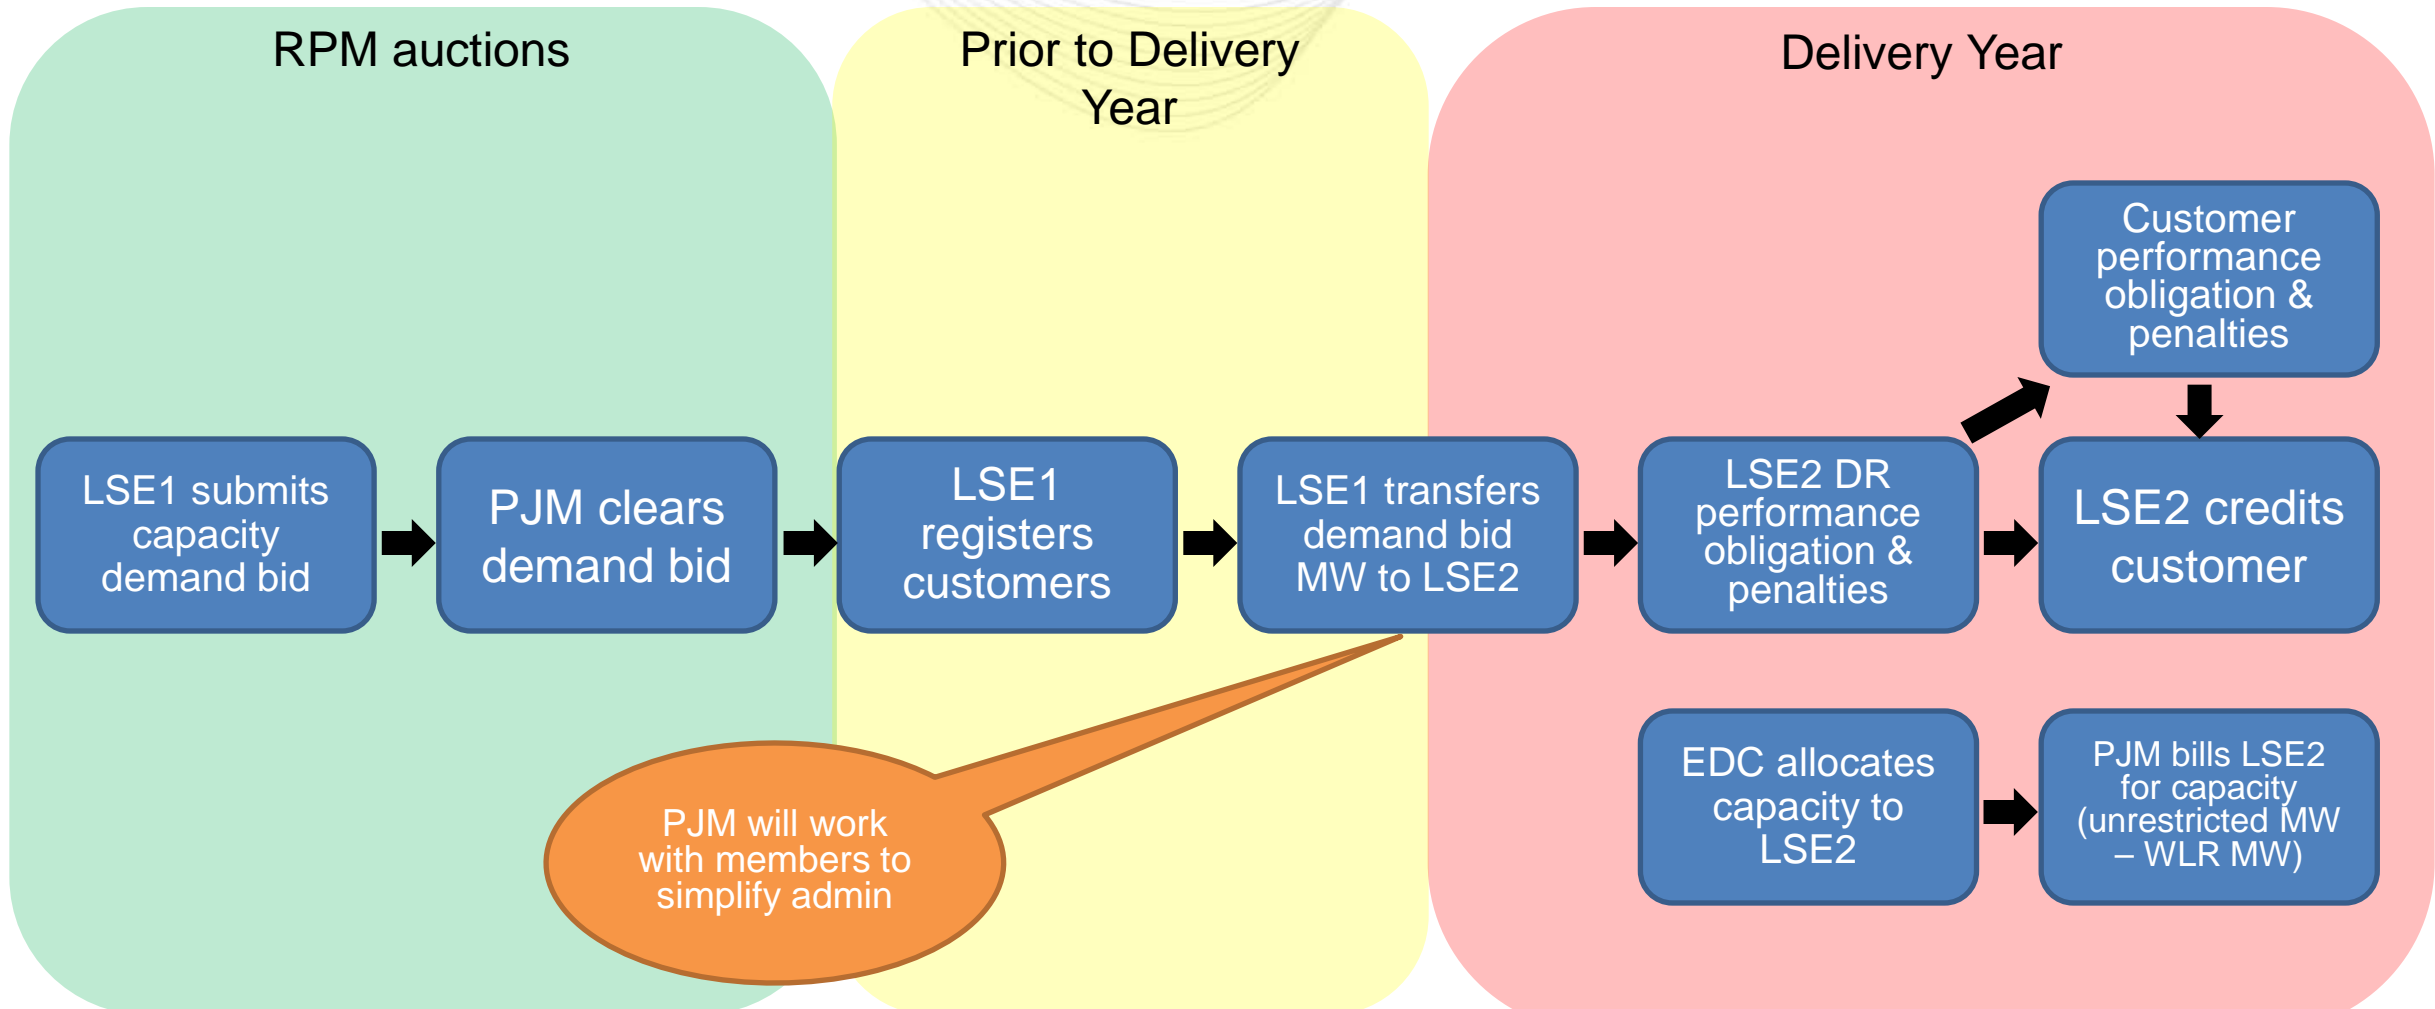 RPM auctions
Prior to Delivery
Year
Delivery Year
Customer
performance
obligation &
penalties
LSE1 submits
capacity
demand bid
PJM clears
demand bid
LSE1
registers
customers
LSE1 transfers
demand bid
MW to LSE2
LSE2 DR
performance
obligation &
penalties
LSE2 credits
customer
PJM will work
with members to
simplify admin
EDC allocates
capacity to
LSE2
PJM bills LSE2
for capacity
(unrestricted MW
– WLR MW)